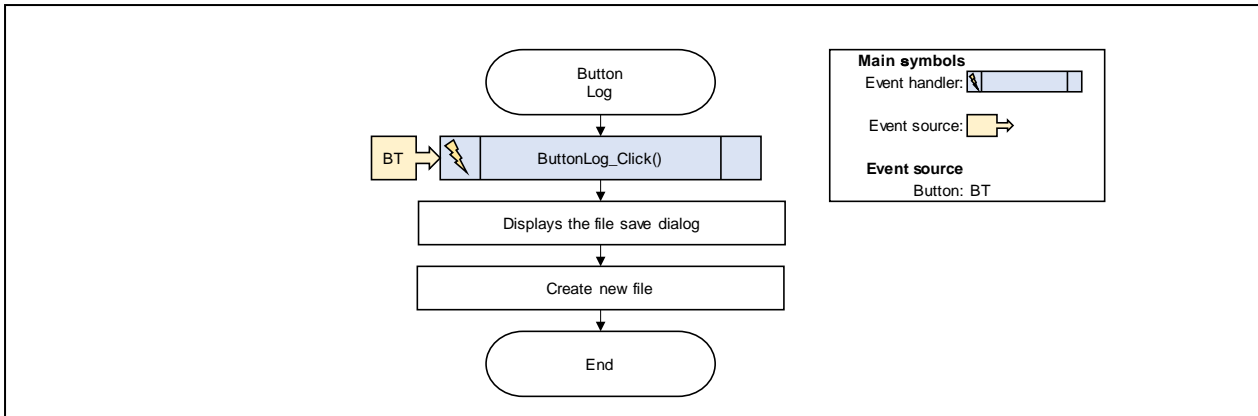 Button
Log
BT
ButtonLog_Click()
Displays the file save dialog
Create new file
End
Main symbols
Event handler:
Event source:
Event source
Button: BT